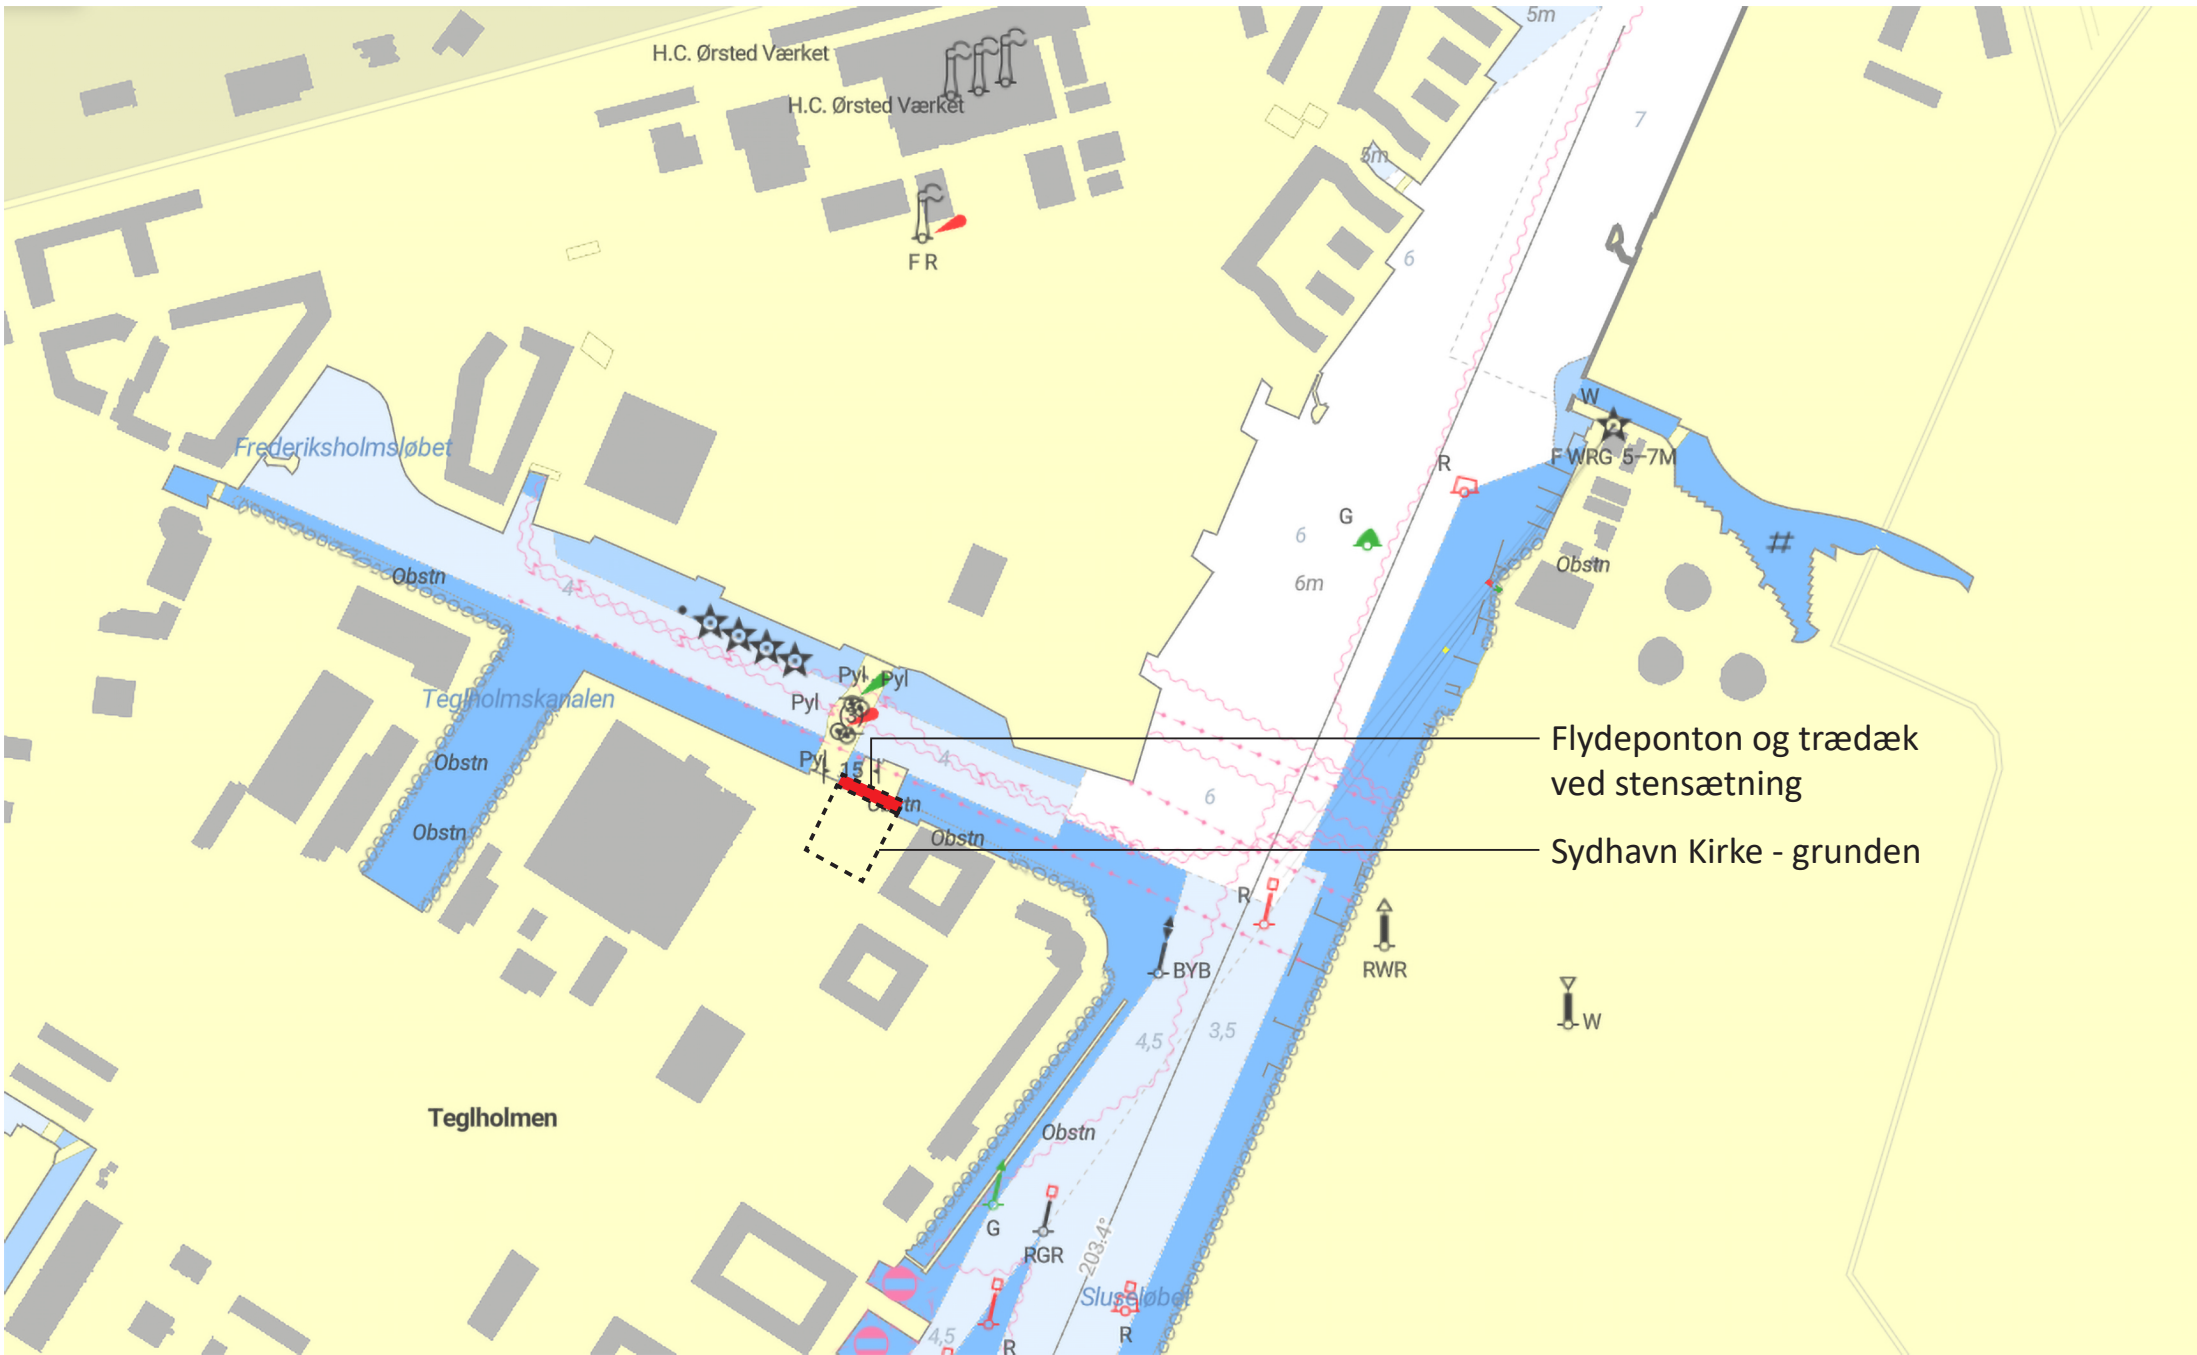 5m
H.C. Ørsted Værket
H.C. Ørsted Værket
7
5m
F R
6
W
Frederiksholmsløbet
R
F WRG 5-7M
G
6
6m
Obstn
Obstn
4
Pyl
Pyl
Pyl
Teglholmskanalen
Flydeponton og trædæk
ved stensætning
Obstn
Pyl
15
4
6
Obstn
Obstn
Sydhavn Kirke - grunden
R
BYB
RWR
W
4,5
3,5
Teglholmen
Obstn
G
RGR
203.4°
Sluseløbet
4,5
R
R